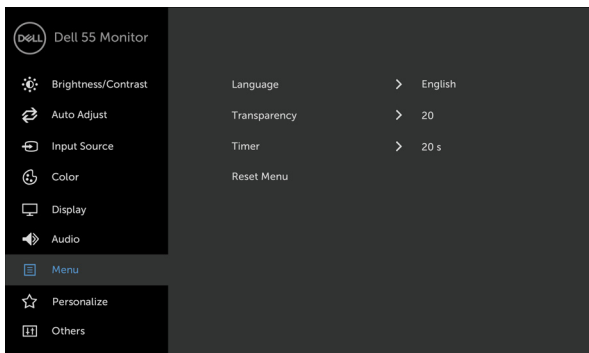 DELL Dell 55 Monitor
Brightness/Contrast
Auto Adjust
Input Source
Color
Display
Audio
Menu
Personalize
Others
Language English
Transparency 20
Timer 20 s
Reset Menu